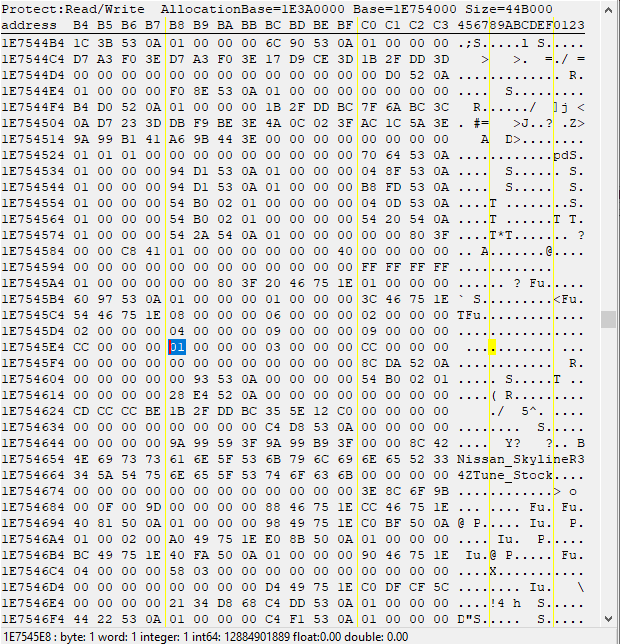 Protect:Read/Write AllocationBase=1E3A0000 Base=1E754000 Size=44B000
address B4 B5 B6 B7 B8 B9 BA BB BC BD BE BF C0 C1 C2 C3 456789ABCDEF0123
1E7544B4 1C 3B 53 0A 01 00 00 00 6C 90 53 0A 01 00 00 00 .;S.....l S.....
1E7544C4 D7 A3 F0 3E D7 A3 F0 3E 17 D9 CE 3D 1B 2F DD 3D    >   >.  =./ =
1E7544D4 00 00 00 00 00 00 00 00 00 00 00 00 00 D0 52 0A ............. R.
1E7544E4 01 00 00 00 00 F0 8E 53 0A 01 00 00 00 00 00 00
1E7544F4 B4 D0 52 0A 01 00 00 00 1B 2F DD BC 7F 6A BC 3C   R...../  ]j <
1E754504 0A D7 23 3D DB F9 BE 3E 4A 0C 02 3F AC 1C 5A 3E . #=   >J..? .Z>
1E754514 9A 99 B1 41 A6 9B 44 3E 00 00 00 00 00 00 00 00    A  D>........
1E754524 01 01 01 00 00 00 00 00 00 00 00 00 70 64 53 0A ............pdS.
1E754534 00 00 00 00 94 D1 53 0A 01 00 00 00 04 8F 53 0A
1E754544 00 00 00 00 94 D1 53 0A 01 00 00 00 B8 FD 53 0A
1E754554 01 00 00 00 54 B0 02 01 00 00 00 00 04 0D 53 0A
1E754564 01 00 00 00 54 B0 02 01 00 00 00 00 54 20 54 0A
1E754574 01 00 00 00 54 2A 54 0A 01 00 00 00 00 00 80 3F ....T*T....... ?
1E754584 00 00 C8 41 01 00 00 00 00 00 00 40 00 00 00 00
1E754594 00 00 00 00 00 00 00 00 00 00 00 00 FF FF FF FF
1E7545A4 00 00 00 00 00 00 80 3F 20 46 75 1E 01 00 00 00 ...... ? Fu.....
1E7545B4 60 97 53 0A 01 00 00 00 01 00 00 00 3C 46 75 1E ` S.........<Fu.
1E7545C4 54 46 75 1E 08 00 00 00 06 00 00 00 02 00 00 00 TFu.............
1E7545D4 02 00 00 00 04 00 00 00 09 00 00 00 09 00 00 00 ................
1E7545E4 CC 00 00 00 01 00 00 00 03 00 00 00 CC 00 00 00
1E7545F4 00 00 00 00 00 00 00 00 00 00 00 00 8C DA 52 0A
1E754604 00 00 00 00 00 93 53 0A 00 00 00 00 54 B0 02 01
1E754614 00 00 00 00 28 E4 52 0A 00 00 00 00 00 00 00 00 ....( R.........
1E754624 CD CC CC BE 1B 2F DD BC 35 5E 12 C0 00 00 00 00     ./  5^. ....
1E754634 00 00 00 00 00 00 00 00 C4 D8 53 0A 00 00 00 00
1E754644 00 00 00 00 9A 99 59 3F 9A 99 B9 3F 00 00 8C 42 ....  Y?   ?.. B
1E754654 4E 69 73 73 61 6E 5F 53 6B 79 6C 69 6E 65 52 33 Nissan_SkylineR3
1E754664 34 5A 54 75 6E 65 5F 53 74 6F 63 6B 00 00 00 00 4ZTune_Stock....
1E754674 00 00 00 00 00 00 00 00 00 00 00 00 3E 8C 6F 9B ............> o
1E754684 00 0F 00 9D 00 00 00 00 88 46 75 1E CC 46 75 1E ... .... Fu. Fu.
1E754694 40 81 50 0A 01 00 00 00 98 49 75 1E C0 BF 50 0A @ P..... Iu.  P.
1E7546A4 01 00 02 00 A0 49 75 1E E0 8B 50 0A 01 00 00 00 .... Iu.  P.....
1E7546B4 BC 49 75 1E 40 FA 50 0A 01 00 00 00 90 46 75 1E Iu.@ P..... Fu.
1E7546C4 04 00 00 00 58 03 00 00 00 00 00 00 00 00 00 00 ....X...........
1E7546D4 00 00 00 00 00 00 00 00 D4 49 75 1E C0 DF CF 5C ........ Iu.   \
1E7546E4 00 00 00 00 21 34 D8 68 C4 DD 53 0A 01 00 00 00 ....!4 h  S.....
1E7546F4 44 22 53 0A 01 00 00 00 C4 F1 53 0A 01 00 00 00 D"S.....  S.....
1E7545E8 : byte: 1 word: 1 integer: 1 int64: 12884901889 float:0.00 double: 0.00